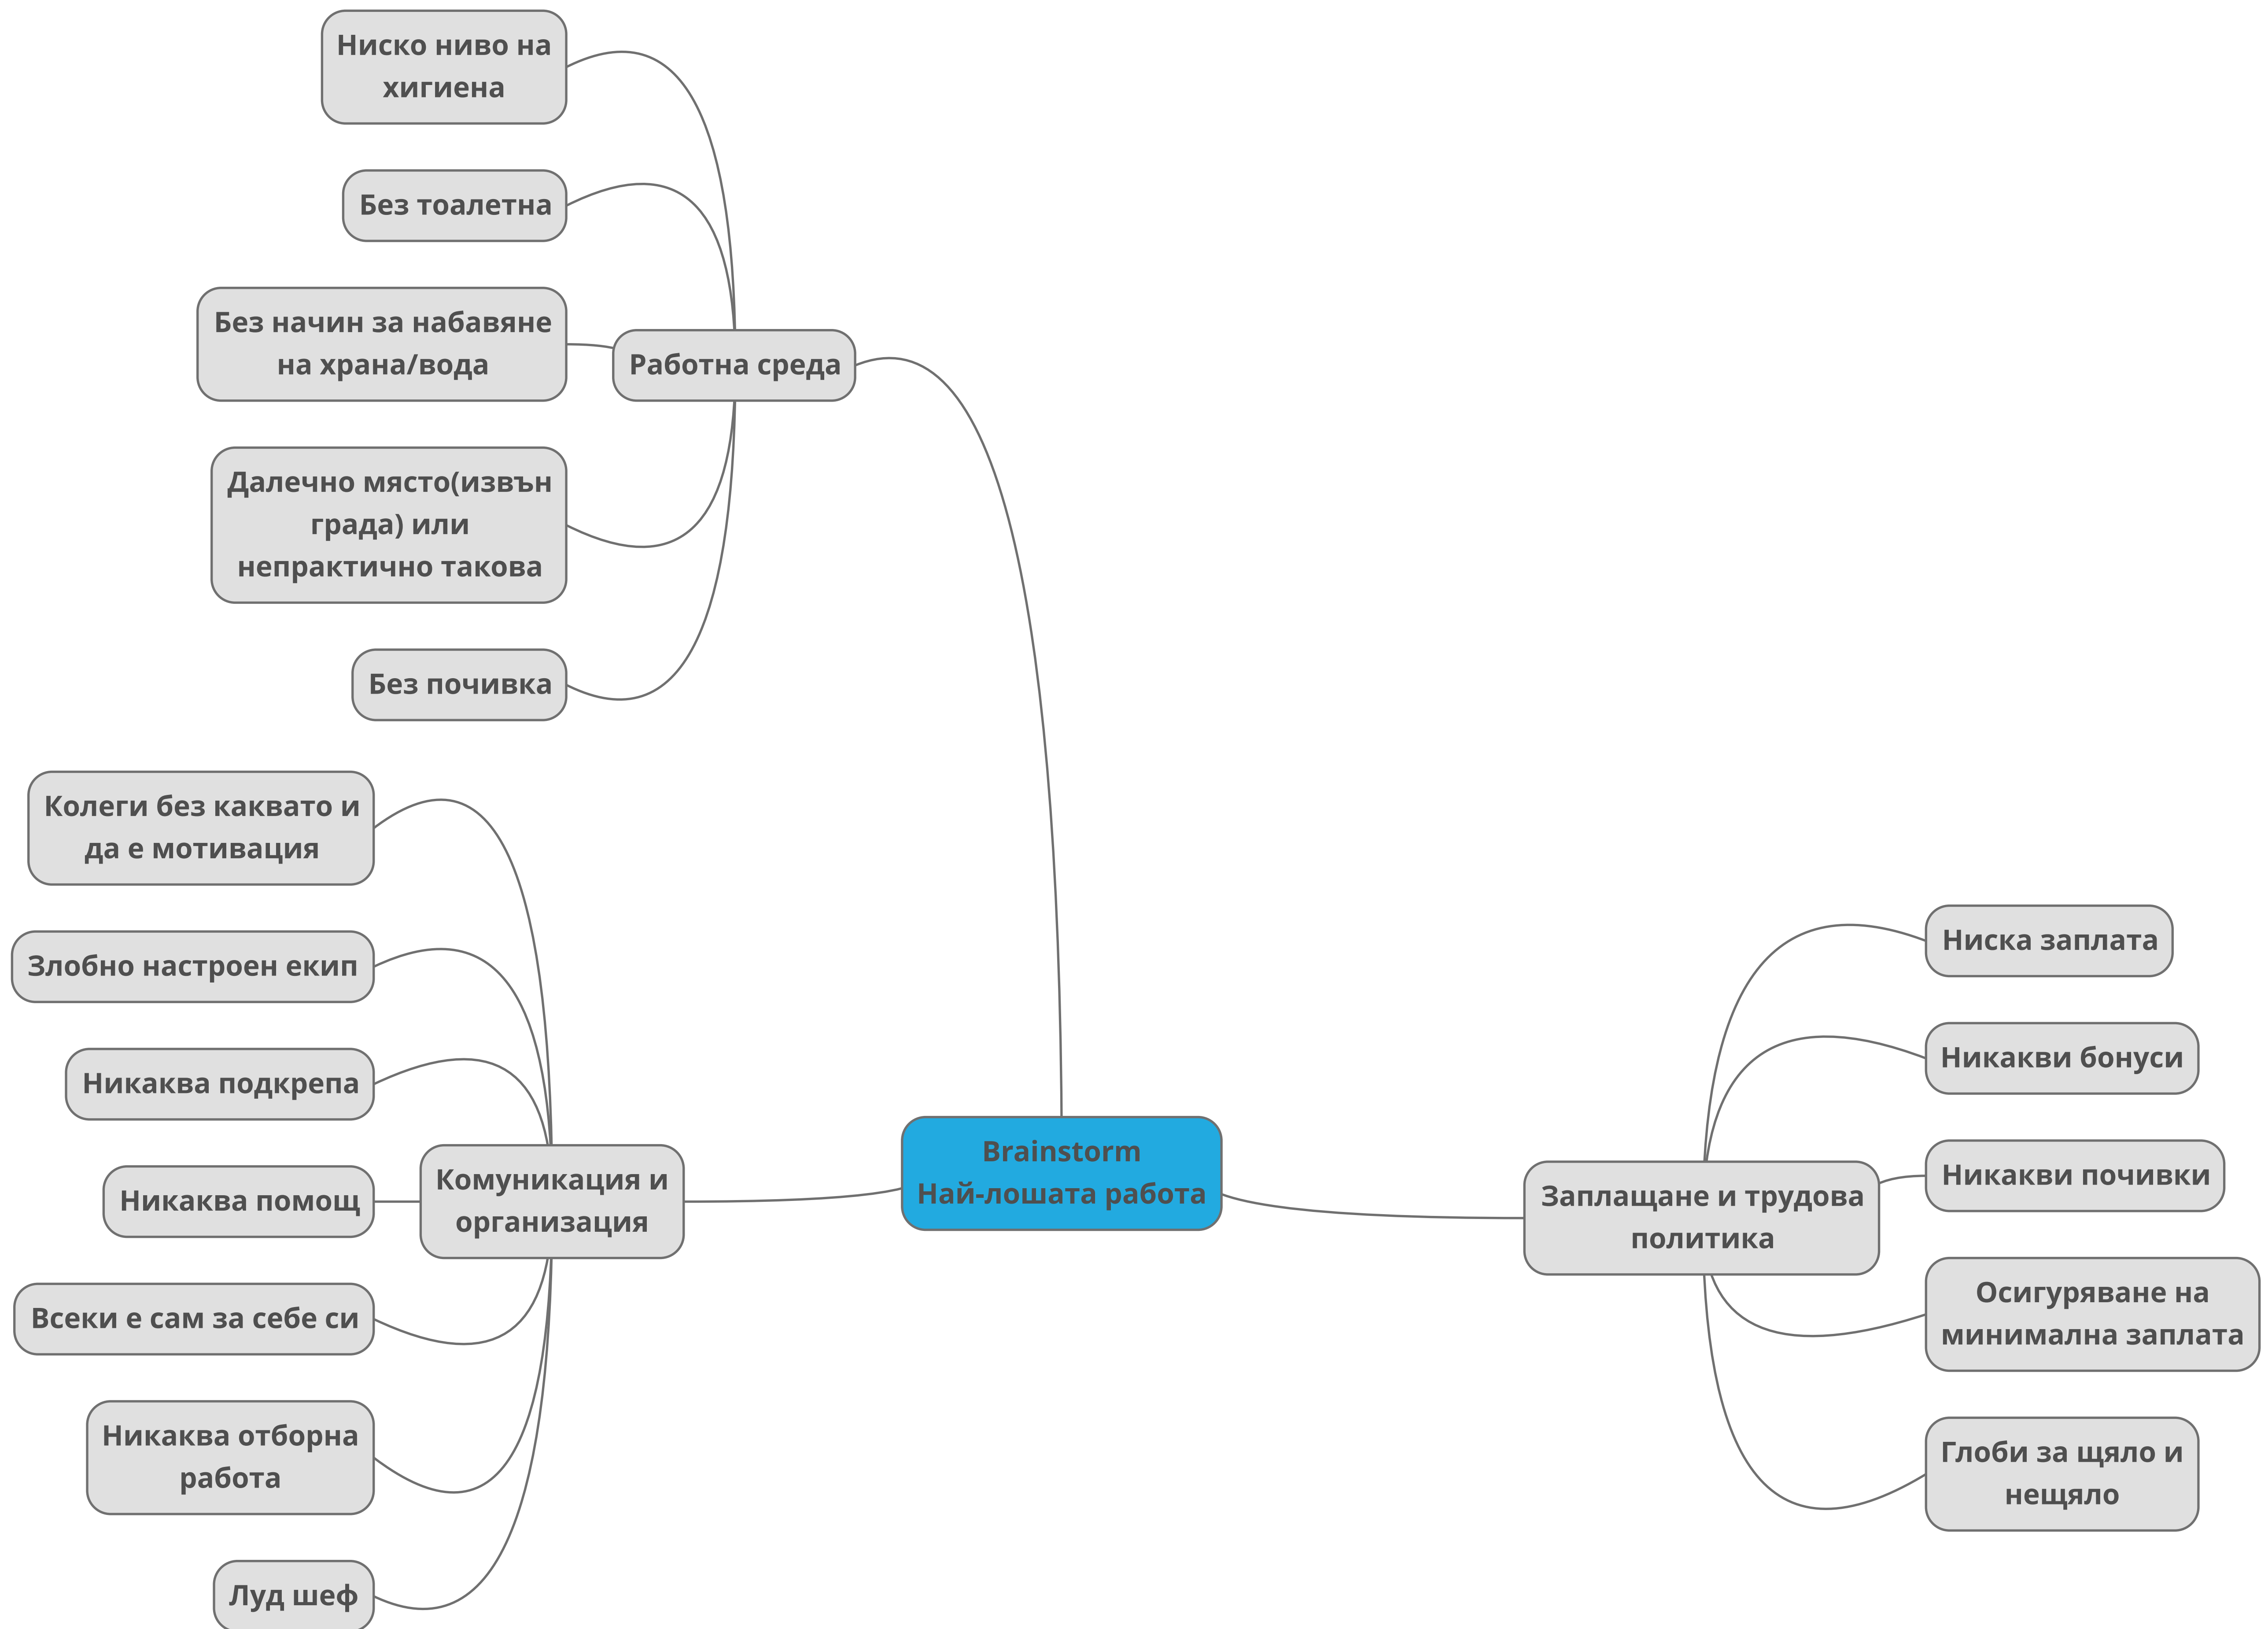 Ниско ниво на
хигиена
Без тоалетна
Без начин за набавяне
на храна/вода
Работна среда
Далечно място(извън
града) или
непрактично такова
Без почивка
Колеги без каквато и
да е мотивация
Злобно настроен екип
Никаква подкрепа
Никаква помощ
Комуникация и
организация
Всеки е сам за себе си
Никаква отборна
работа
Луд шеф
Brainstorm
Най-лошата работа
Заплащане и трудова
политика
Ниска заплата
Никакви бонуси
Никакви почивки
Осигуряване на
минимална заплата
Глоби за щяло и
нещяло